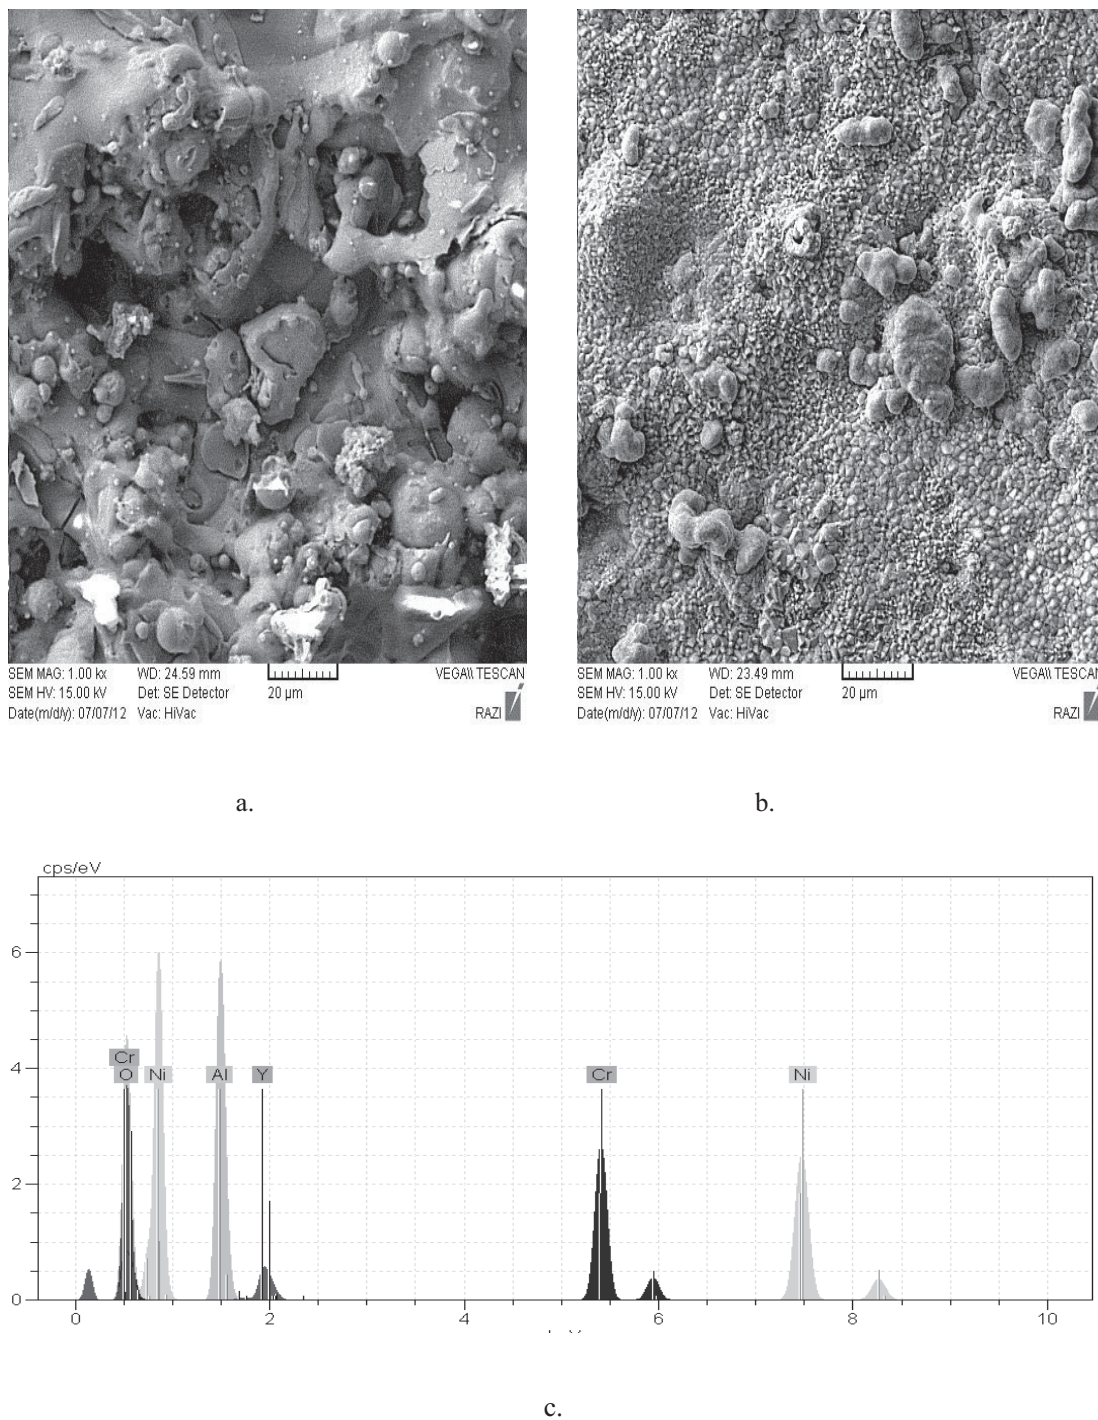 SEM MAG: 1.00 kx WD: 24.59 mm VEGA\\ TESCAN
SEM HV: 15.00 kV Det: SE Detector 20 µm
Date(m/d/y): 07/07/12 Vac: HiVac RAZI
SEM MAG: 1.00 kx WD: 23.49 mm VEGA\\ TESCAN
SEM HV: 15.00 kV Det: SE Detector 20 µm
Date(m/d/y): 07/07/12 Vac: HiVac RAZI
a.
b.
cps/eV
6
4
2
0
Cr
O Ni Al Y Cr Ni
0 2 4 6 8 10
c.